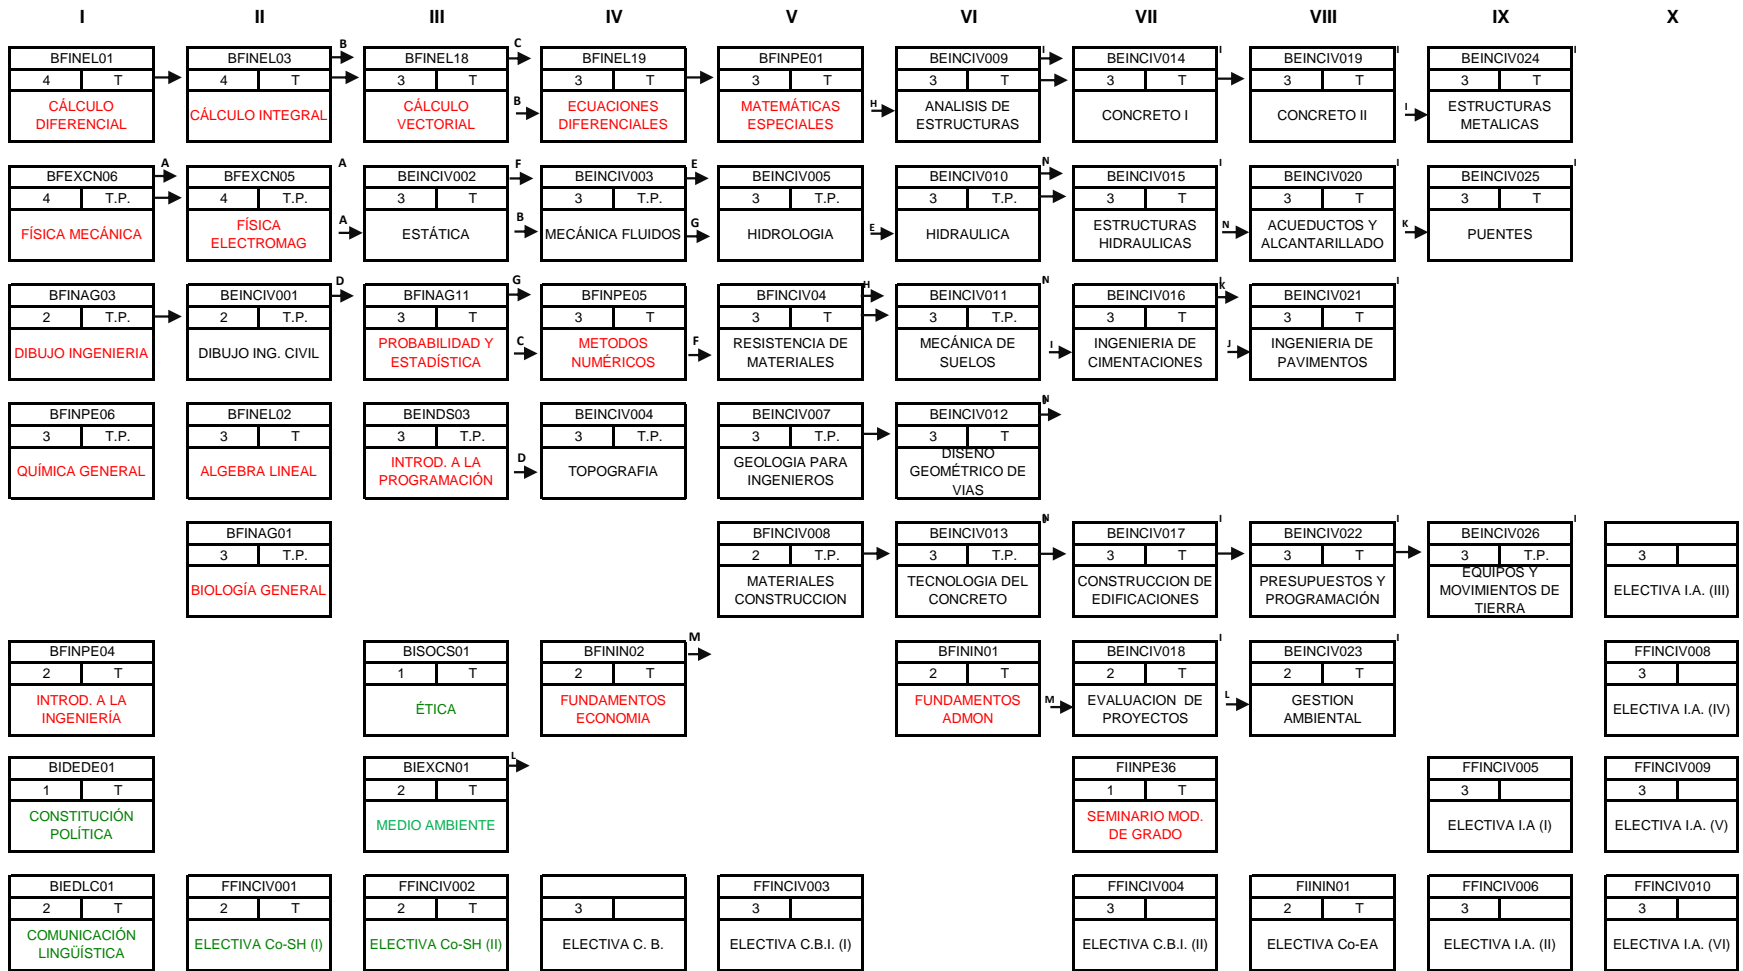 I II III IV V VI VII VIII IX X
B C I I I I
BFINEL01 BFINEL03 BFINEL18 BFINEL19 BFINPE01 BEINCIV009 BEINCIV014 BEINCIV019 BEINCIV024
4 T 4 T 3 T 3 T 3 T 3 T 3 T 3 T 3 T
B H I
CÁLCULO DIFERENCIAL
CÁLCULO INTEGRAL
CÁLCULO VECTORIAL
ECUACIONES DIFERENCIALES
MATEMÁTICAS ESPECIALES
ANALISIS DE ESTRUCTURAS
CONCRETO I
CONCRETO II
ESTRUCTURAS METALICAS
A A F E N I I I
BFEXCN06 BFEXCN05 BEINCIV002 BEINCIV003 BEINCIV005 BEINCIV010 BEINCIV015 BEINCIV020 BEINCIV025
4 T.P. 4 T.P. 3 T 3 T.P. 3 T.P. 3 T.P. 3 T 3 T 3 T
A B G E N K
FÍSICA MECÁNICA
FÍSICA ELECTROMAG
ESTÁTICA
MECÁNICA FLUIDOS
HIDROLOGIA
HIDRAULICA
ESTRUCTURAS HIDRAULICAS
ACUEDUCTOS Y ALCANTARILLADO
PUENTES
D G H N k I
BFINAG03 BEINCIV001 BFINAG11 BFINPE05 BFINCIV04 BEINCIV011 BEINCIV016 BEINCIV021
2 T.P. 2 T.P. 3 T 3 T 3 T 3 T.P. 3 T 3 T
C F I J
DIBUJO INGENIERIA
DIBUJO ING. CIVIL
PROBABILIDAD Y ESTADÍSTICA
METODOS NUMÉRICOS
RESISTENCIA DE MATERIALES
MECÁNICA DE SUELOS
INGENIERIA DE CIMENTACIONES
INGENIERIA DE PAVIMENTOS
N
BFINPE06 BFINEL02 BEINDS03 BEINCIV004 BEINCIV007 BEINCIV012
3 T.P. 3 T 3 T.P. 3 T.P. 3 T.P. 3 T
D
QUÍMICA GENERAL
ALGEBRA LINEAL
INTROD. A LA PROGRAMACIÓN
TOPOGRAFIA
GEOLOGIA PARA INGENIEROS
DISEÑO GEOMÉTRICO DE VIAS
N I I I
BFINAG01 BFINCIV008 BEINCIV013 BEINCIV017 BEINCIV022 BEINCIV026
3 T.P. 2 T.P. 3 T.P. 3 T 3 T 3 T.P. 3
BIOLOGÍA GENERAL
MATERIALES CONSTRUCCION
TECNOLOGIA DEL CONCRETO
CONSTRUCCION DE EDIFICACIONES
PRESUPUESTOS Y PROGRAMACIÓN
EQUIPOS Y MOVIMIENTOS DE TIERRA
ELECTIVA I.A. (III)
M I I
BFINPE04 BISOCS01 BFININ02 BFININ01 BEINCIV018 BEINCIV023 FFINCIV008
2 T 1 T 2 T 2 T 2 T 2 T 3
M L
INTROD. A LA INGENIERÍA
ÉTICA
FUNDAMENTOS ECONOMIA
FUNDAMENTOS ADMON
EVALUACION DE PROYECTOS
GESTION AMBIENTAL
ELECTIVA I.A. (IV)
L
BIDEDE01 BIEXCN01 FIINPE36 FFINCIV005 FFINCIV009
1 T 2 T 1 T 3 3
CONSTITUCIÓN POLÍTICA
MEDIO AMBIENTE
SEMINARIO MOD. DE GRADO
ELECTIVA I.A (I)
ELECTIVA I.A. (V)
BIEDLC01 FFINCIV001 FFINCIV002 FFINCIV003 FFINCIV004 FIININ01 FFINCIV006 FFINCIV010
2 T 2 T 2 T 3 3 3 2 T 3 3
COMUNICACIÓN LINGÜÍSTICA
ELECTIVA Co-SH (I)
ELECTIVA Co-SH (II)
ELECTIVA C. B.
ELECTIVA C.B.I. (I)
ELECTIVA C.B.I. (II)
ELECTIVA Co-EA
ELECTIVA I.A. (II)
ELECTIVA I.A. (VI)